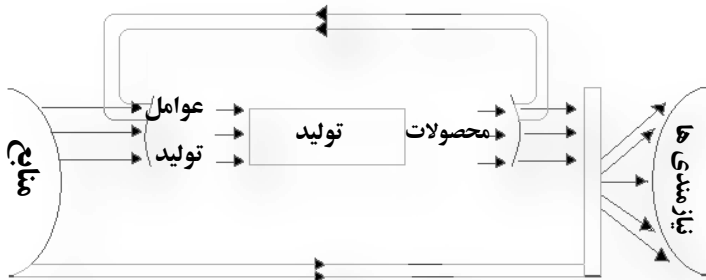 منابع
عوامل
تولید
تولید
محصولات
نیازمندی ها